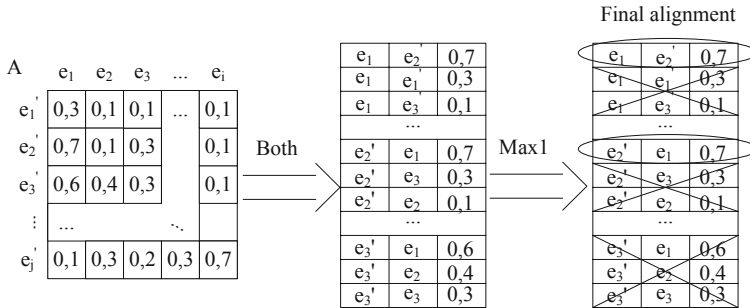 Final alignment
A
e1 e2 e3 ... ei
e1' 0,3 0,1 0,1 ... 0,1
e2' 0,7 0,1 0,3 0,1
e3' 0,6 0,4 0,3 0,1
... ... ...
ej' 0,1 0,3 0,2 0,3 0,7
Both
e1 e2' 0,7
e1 e1' 0,3
e1 e3' 0,1
...
e2' e1 0,7
e2' e3 0,3
e2' e2 0,1
...
e3' e1 0,6
e3' e2 0,4
e3' e3 0,3
Max1
e1 e2' 0,7
e1 e1' 0,3
e1 e3' 0,1
...
e2' e1 0,7
e2' e3 0,3
e2' e2 0,1
...
e3' e1 0,6
e3' e2 0,4
e3' e3 0,3